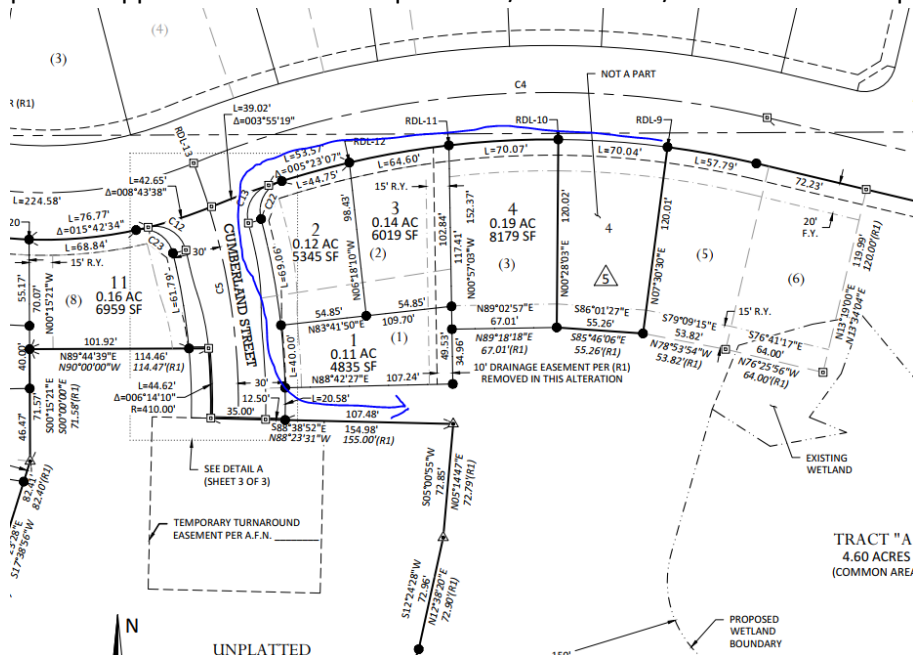 (4)
(3)
R (R1)
NOT A PART
C4
L=39.02'
Δ=003°55'19"
RDL-13
RDL-12
RDL-11
RDL-10
RDL-9
L=53.57'
Δ=005°23'07"
L=44.75'
L=64.60'
L=70.07'
L=70.04'
L=57.79'
72.23'
L=42.65'
Δ=008°43'38"
L=224.58'
20
L=76.77'
Δ=015°42'34"
L=68.84'
15' R.Y.
C12
C23
C13
C22
30'
C5
CUMBERLAND STREET
L=69.06'
L=61.79'
15' R.Y.
98.43'
N06°18'10"W
2
0.12 AC
5345 SF
(2)
3
0.14 AC
6019 SF
102.84'
117.41'
152.37'
N00°57'03"W
4
0.19 AC
8179 SF
(3)
120.02'
N00°28'03"E
4
5
120.01'
N07°30'30"E
(5)
(6)
20'
F.Y.
119.99'
120.00'(R1)
N13°19'00"E
N13°34'04"E
55.17'
70.07'
N00°15'21"W
(8)
11
0.16 AC
6959 SF
101.92'
N89°44'39"E
N90°00'00"W
114.46'
114.47'(R1)
40.00'
L=40.00'
54.85'
54.85'
N83°41'50"E
109.70'
1
0.11 AC
4835 SF
(1)
N88°42'27"E
107.24'
49.53'
34.96'
N89°02'57"E
67.01'
N89°18'18"E
67.01'(R1)
S86°01'27"E
55.26'
S85°46'06"E
55.26'(R1)
S79°09'15"E
53.82'
N78°53'54"W
53.82'(R1)
15' R.Y.
S76°41'17"E
64.00'
N76°25'56"W
64.00'(R1)
10' DRAINAGE EASEMENT PER (R1)
REMOVED IN THIS ALTERATION
L=44.62'
Δ=006°14'10"
R=410.00'
30'
12.50'
L=20.58'
35.00'
107.48'
S88°38'52"E
154.98'
N88°23'31"W
155.00'(R1)
46.47'
71.57'
S00°15'21"E
S00°00'00"E
71.58'(R1)
82.41'
82.40'(R1)
S17°38'56"W
SEE DETAIL A
(SHEET 3 OF 3)
S05°00'55"W
72.85'
N05°14'47"E
72.79'(R1)
EXISTING
WETLAND
TEMPORARY TURNAROUND
EASEMENT PER A.F.N. ________
TRACT "A
4.60 ACRES
(COMMON AREA
S12°24'28"W
72.96'
N12°38'20"E
72.90'(R1)
PROPOSED
WETLAND
BOUNDARY
N
UNPLATTED